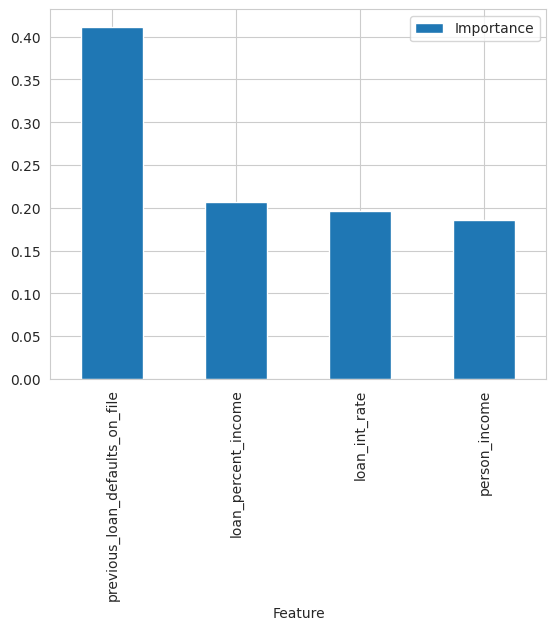 Importance
0.40
0.35
0.30
0.25
0.20
0.15
0.10
0.05
0.00
previous_loan_defaults_on_file
loan_percent_income
loan_int_rate
person_income
Feature